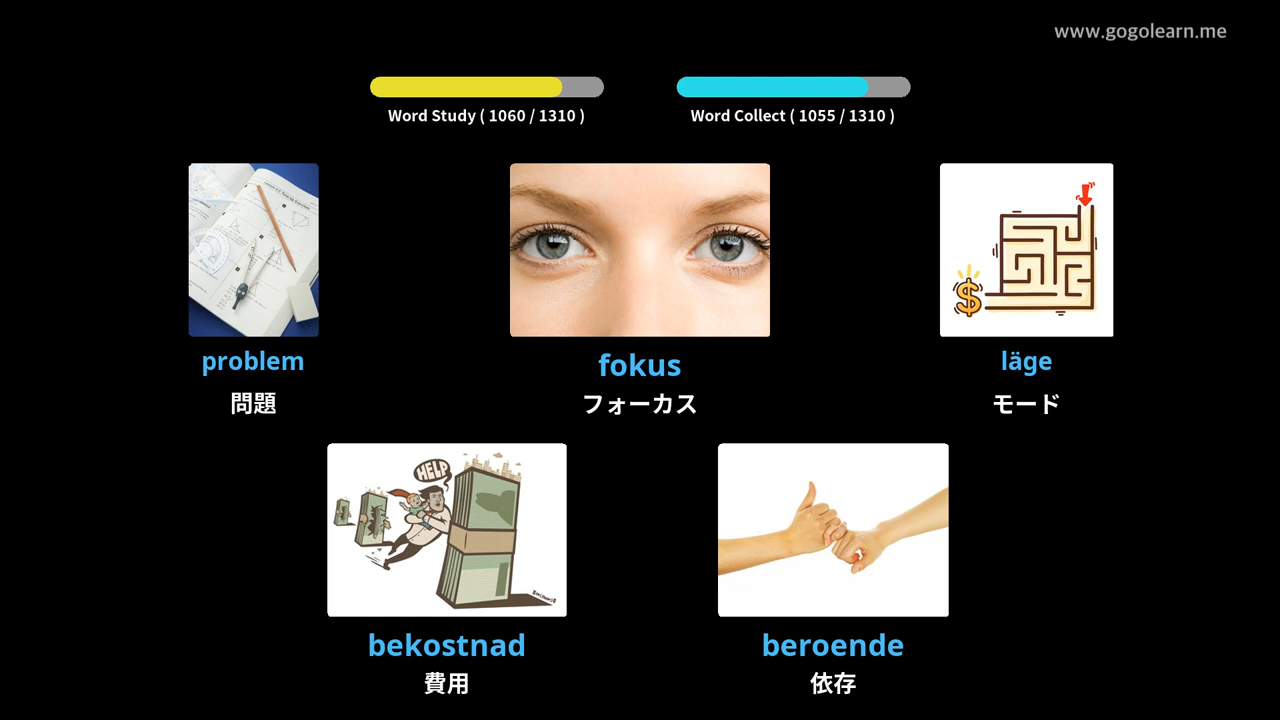 www.gogolearn.me
Word Study ( 1060 / 1310 )
Word Collect ( 1055 / 1310 )
problem
問題
fokus
フォーカス
läge
モード
HELP
bekostnad
費用
beroende
依存